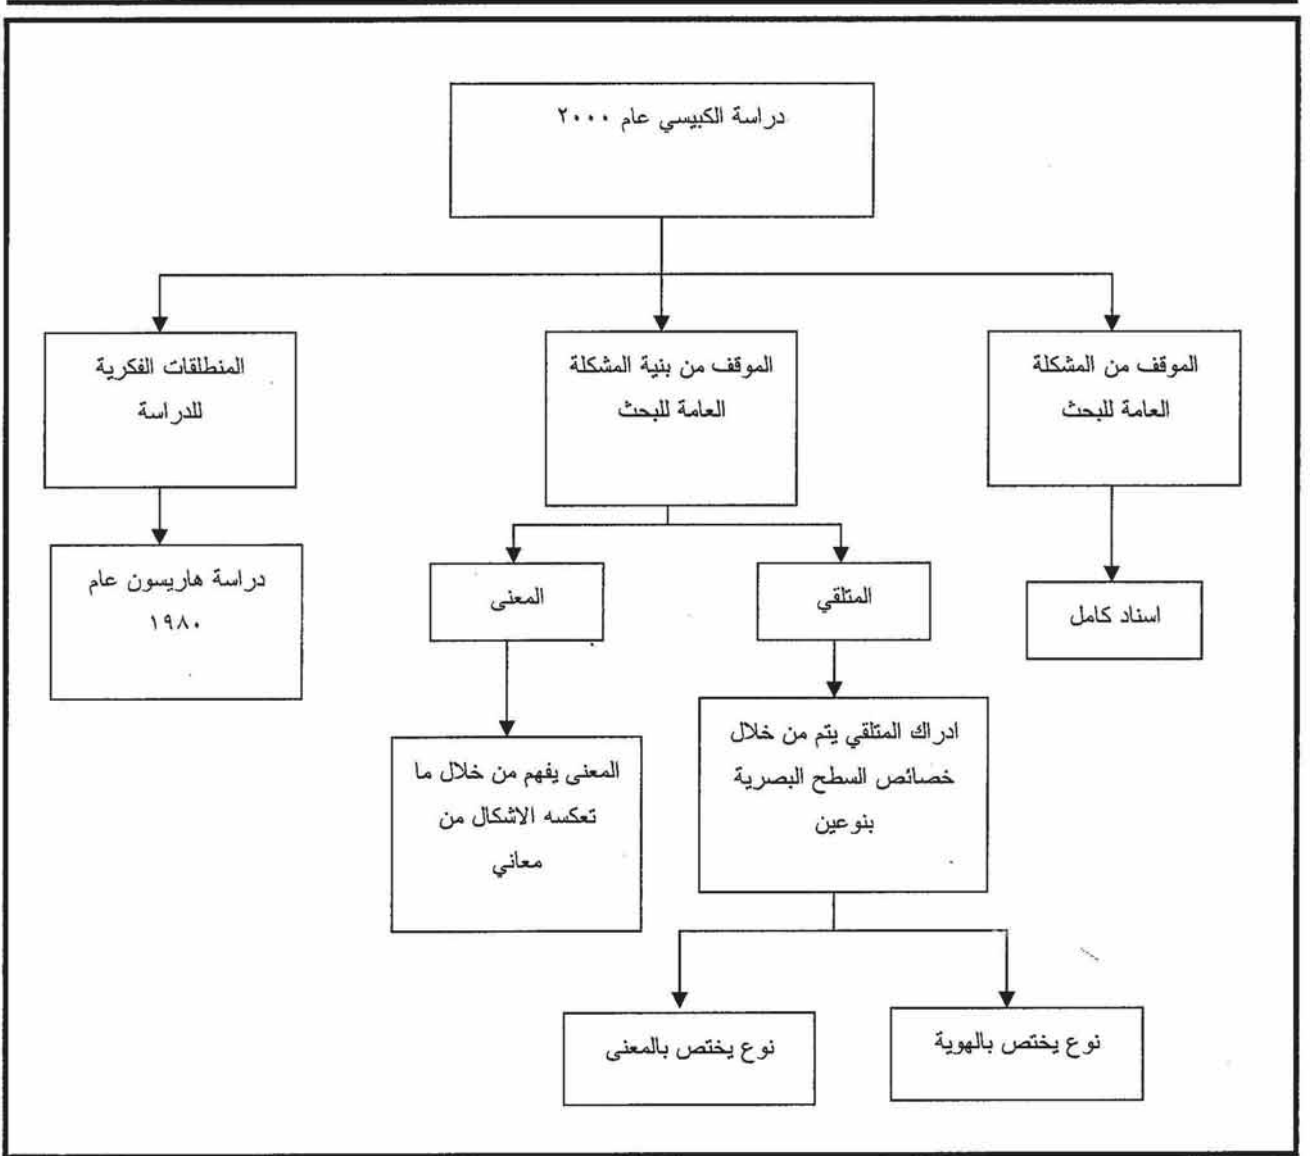 دراسة الكبيسي عام ٢٠٠٠
الموقف من المشكلة
العامة للبحث
الموقف من بنية المشكلة
العامة للبحث
المنطلقات الفكرية
للدراسة
اسناد كامل
المتلقي
المعنى
دراسة هاريسون عام
١٩٨٠
ادراك المتلقي يتم من خلال
خصائص السطح البصرية
بنوعين
المعنى يفهم من خلال ما
تعكسه الاشكال من
معاني
نوع يختص بالهوية
نوع يختص بالمعنى